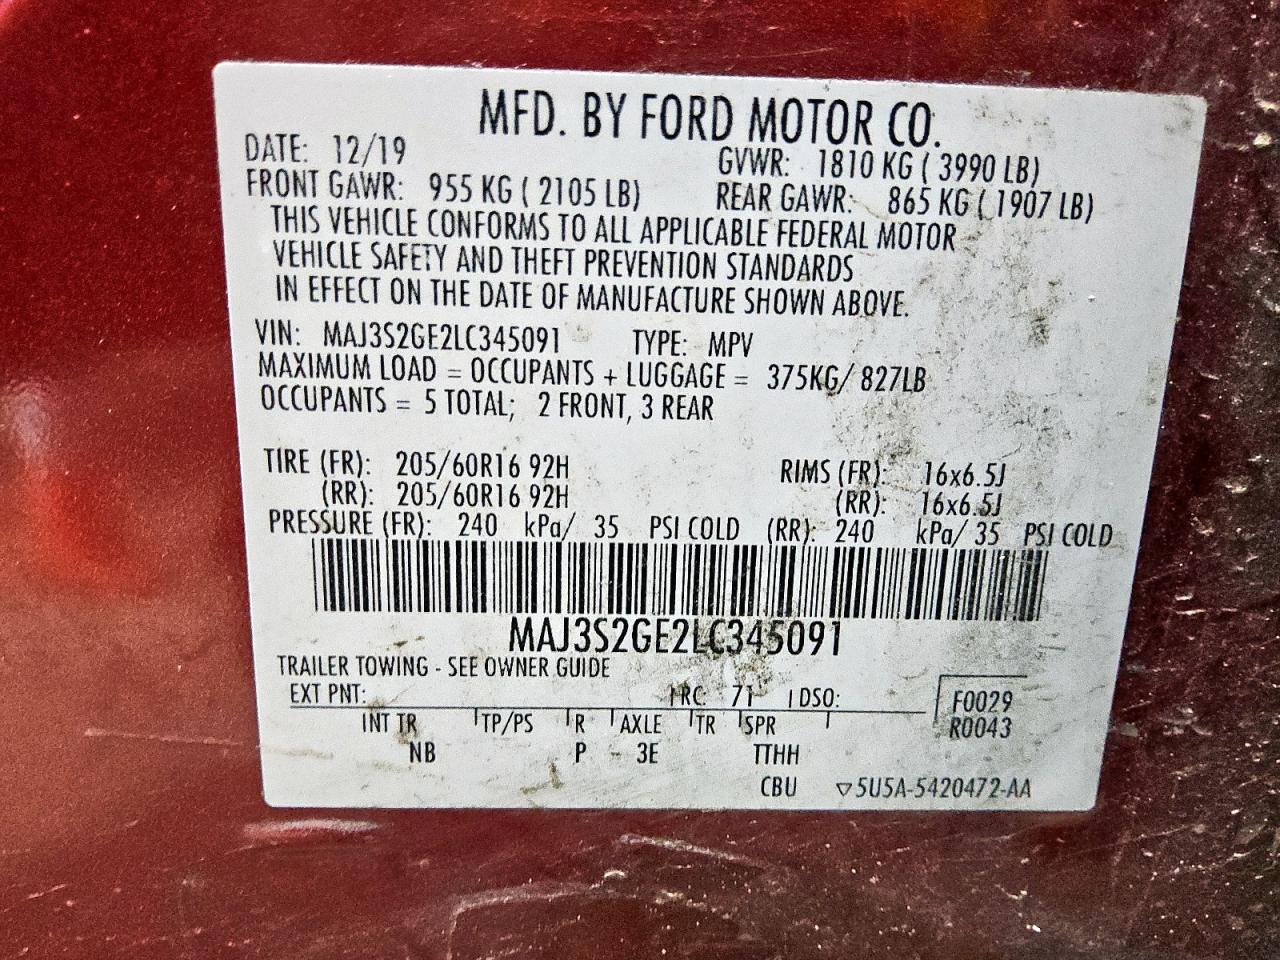 MFD. BY FORD MOTOR CO.
DATE: 12/19 GVWR: 1810 KG ( 3990 LB)
FRONT GAWR: 955 KG ( 2105 LB) REAR GAWR: 865 KG ( 1907 LB)
THIS VEHICLE CONFORMS TO ALL APPLICABLE FEDERAL MOTOR
VEHICLE SAFETY AND THEFT PREVENTION STANDARDS
IN EFFECT ON THE DATE OF MANUFACTURE SHOWN ABOVE.
VIN: MAJ3S2GE2LC345091 TYPE: MPV
MAXIMUM LOAD = OCCUPANTS + LUGGAGE = 375KG/ 827LB
OCCUPANTS = 5 TOTAL; 2 FRONT, 3 REAR
TIRE (FR): 205/60R16 92H RIMS (FR): 16x6.5J
(RR): 205/60R16 92H (RR): 16x6.5J
PRESSURE (FR): 240 kPa/ 35 PSI COLD (RR): 240 kPa/ 35 PSI COLD
MAJ3S2GE2LC345091
TRAILER TOWING - SEE OWNER GUIDE
EXT PNT: RC: 71 DSO: F0029
INT TR TP/PS R AXLE TR SPR R0043
NB P - 3E TTHH
CBU ▽5U5A-5420472-AA